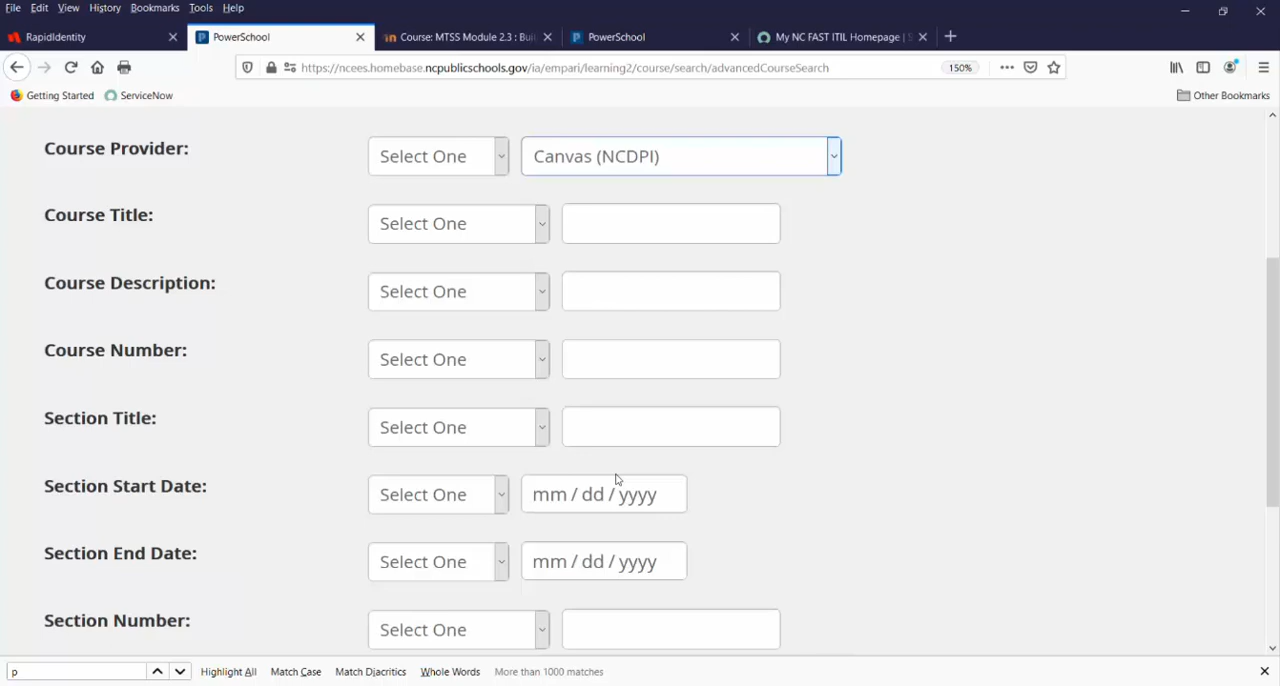 File Edit View History Bookmarks Tools Help
RapidIdentity PowerSchool Course: MTSS Module 2.3 : Bui PowerSchool My NC FAST ITIL Homepage | S
https://ncees.homebase.ncpublicschools.gov/ia/empari/learning2/course/search/advancedCourseSearch 150%
Getting Started ServiceNow Other Bookmarks
Course Provider: Select One Canvas (NCDPI)
Course Title: Select One
Course Description: Select One
Course Number: Select One
Section Title: Select One
Section Start Date: Select One mm / dd / yyyy
Section End Date: Select One mm / dd / yyyy
Section Number: Select One
p Highlight All Match Case Match Diacritics Whole Words More than 1000 matches